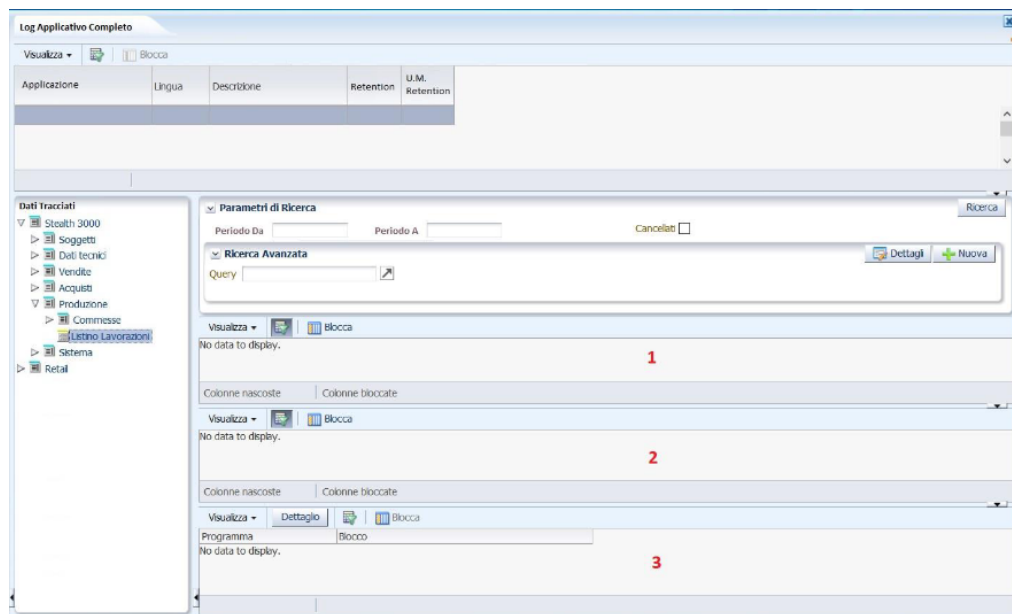 Log Applicativo Completo
Visualizza Blocca
Applicazione Lingua Descrizione Retention U.M. Retention
Dati Tracciati
Stealth 3000
Soggetti
Dati tecnici
Vendite
Acquisti
Produzione
Commesse
Listino Lavorazioni
Sistema
Retail
Parametri di Ricerca Ricerca
Periodo Da Periodo A Cancellati
Ricerca Avanzata Dettagli Nuova
Query
Visualizza Blocca
No data to display.
1
Colonne nascoste Colonne bloccate
Visualizza Blocca
No data to display.
2
Colonne nascoste Colonne bloccate
Visualizza Dettaglio Blocca
Programma Blocco
No data to display.
3